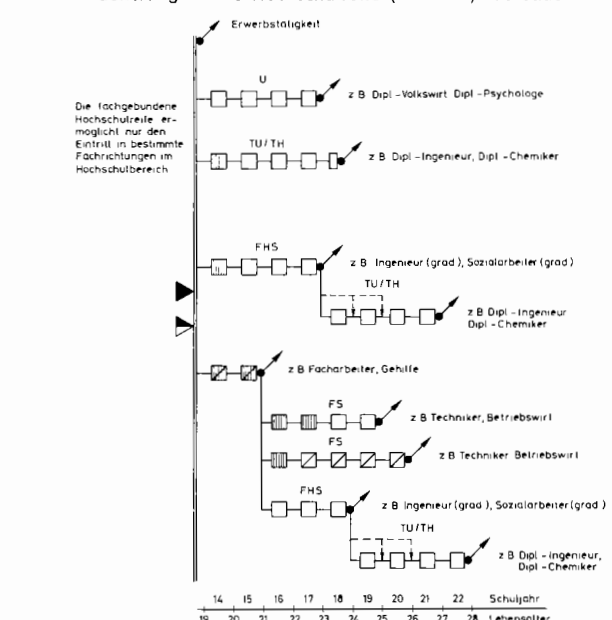 Erwerbstätigkeit
U
z B Dipl-Volkswirt Dipl-Psychologe
Die fachgebundene
Hochschulreife er-
möglicht nur den
Eintritt in bestimmte
Fachrichtungen im
Hochschulbereich
TU/TH
z B Dipl-Ingenieur, Dipl-Chemiker
FHS
z B Ingenieur (grad), Sozialarbeiter (grad)
TU/TH
z B Dipl-Ingenieur
Dipl-Chemiker
z B Facharbeiter, Gehilfe
FS
z B Techniker, Betriebswirt
FS
z B Techniker Betriebswirt
FHS
z B Ingenieur (grad), Sozialarbeiter (grad)
TU/TH
z B Dipl-Ingenieur,
Dipl-Chemiker
14 15 16 17 18 19 20 21 22 Schuljahr
19 20 21 22 23 24 25 26 27 28 Lebensalter